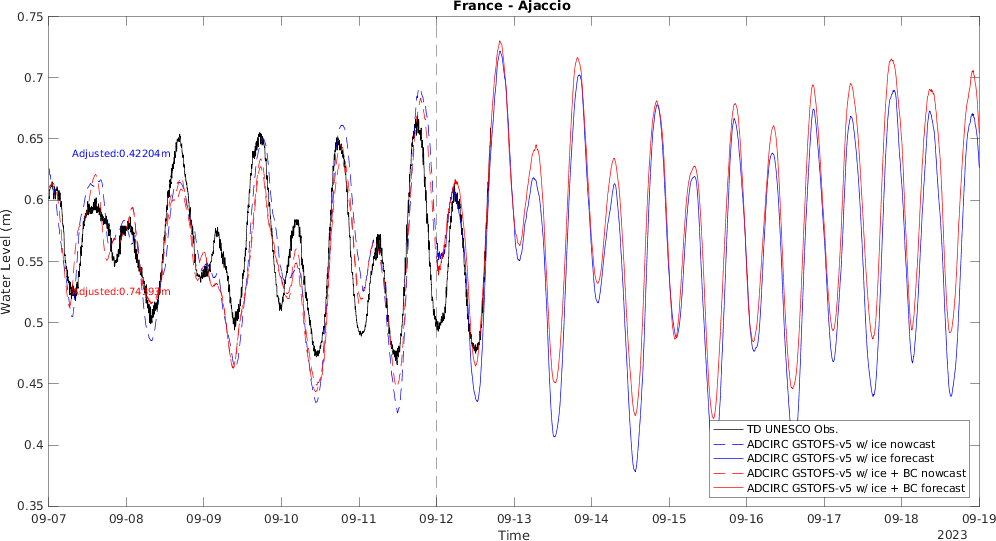 France - Ajaccio
Water Level (m)
0.75
0.7
0.65
0.6
0.55
0.5
0.45
0.4
0.35
Adjusted:0.42204m
Adjusted:0.74393m
TD UNESCO Obs.
ADCIRC GSTOFS-v5 w/ ice nowcast
ADCIRC GSTOFS-v5 w/ ice forecast
ADCIRC GSTOFS-v5 w/ ice + BC nowcast
ADCIRC GSTOFS-v5 w/ ice + BC forecast
09-07 09-08 09-09 09-10 09-11 09-12 09-13 09-14 09-15 09-16 09-17 09-18 09-19
Time
2023